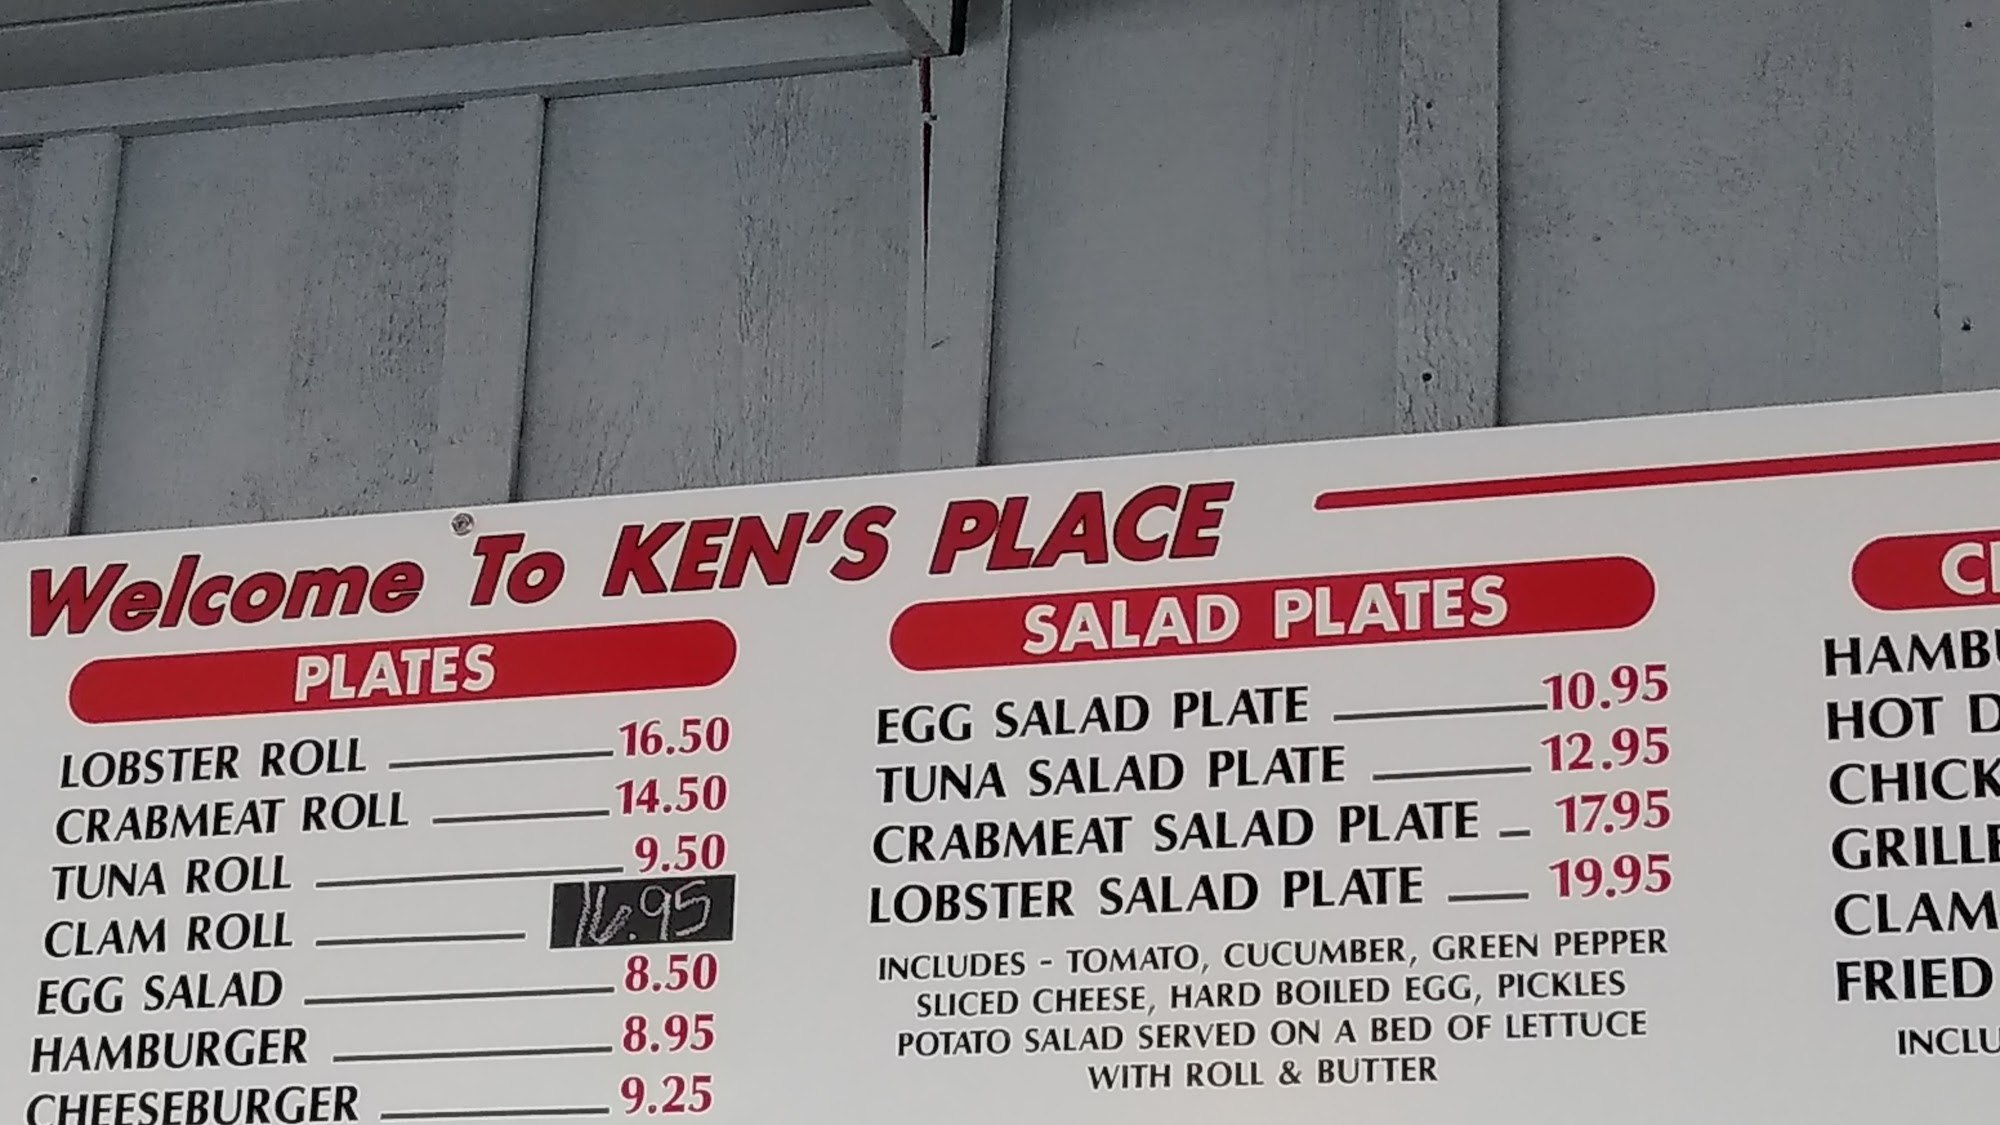 Welcome To KEN'S PLACE
PLATES
LOBSTER ROLL 16.50
CRABMEAT ROLL 14.50
TUNA ROLL 9.50
CLAM ROLL 16.95
EGG SALAD 8.50
HAMBURGER 8.95
CHEESEBURGER 9.25
SALAD PLATES
EGG SALAD PLATE 10.95
TUNA SALAD PLATE 12.95
CRABMEAT SALAD PLATE 17.95
LOBSTER SALAD PLATE 19.95
INCLUDES - TOMATO, CUCUMBER, GREEN PEPPER
SLICED CHEESE, HARD BOILED EGG, PICKLES
POTATO SALAD SERVED ON A BED OF LETTUCE
WITH ROLL & BUTTER
HOT
FRIED